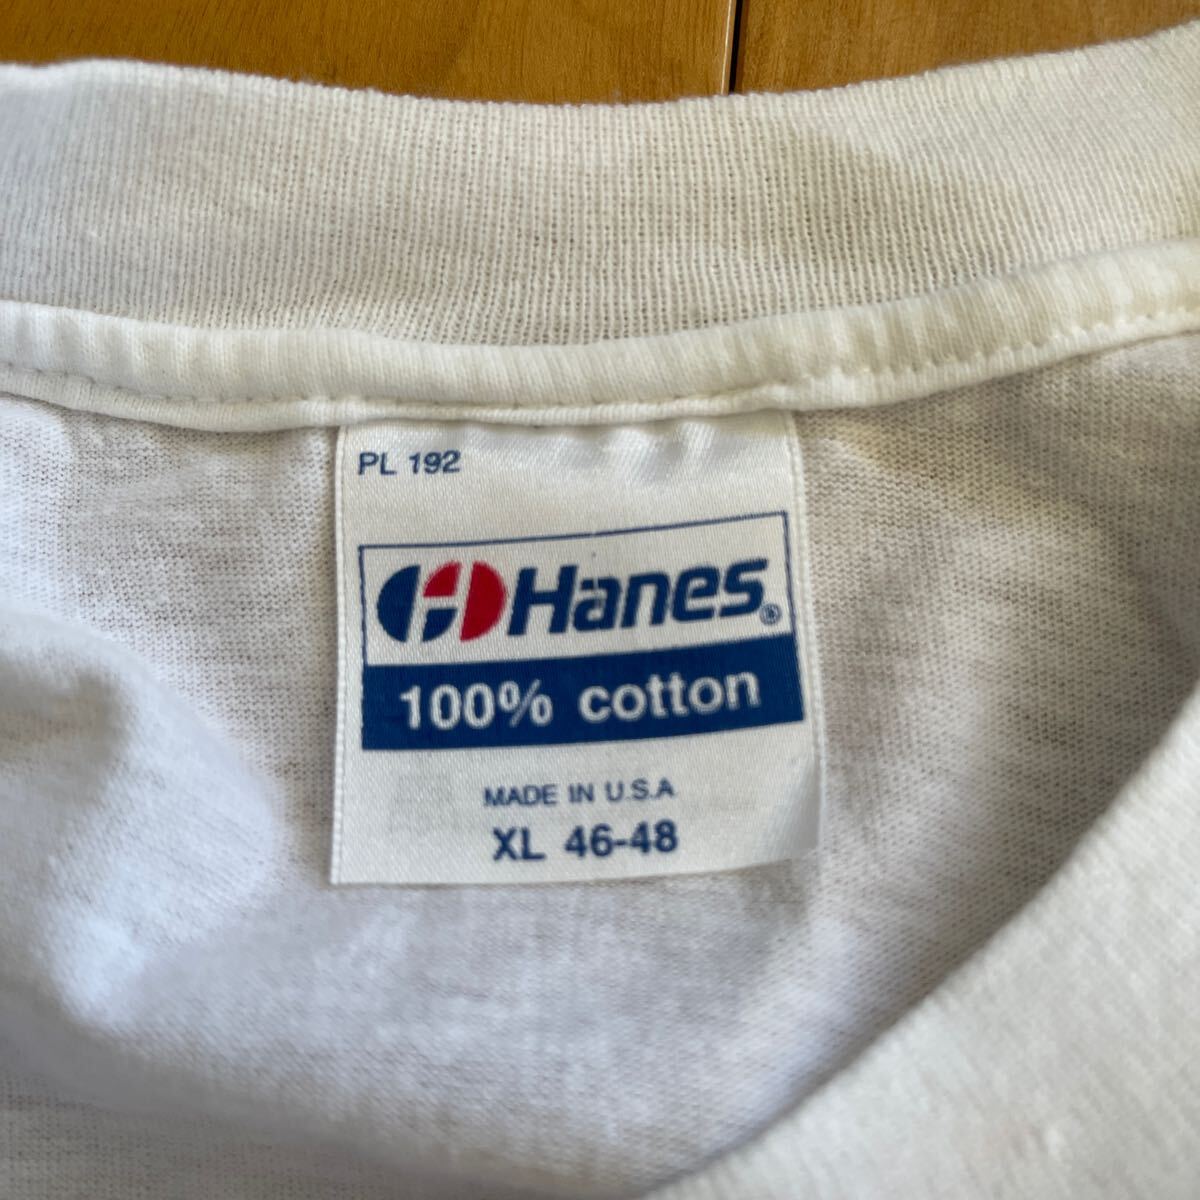 PL 192
Hanes®
100% cotton
MADE IN U.S.A
XL 46-48